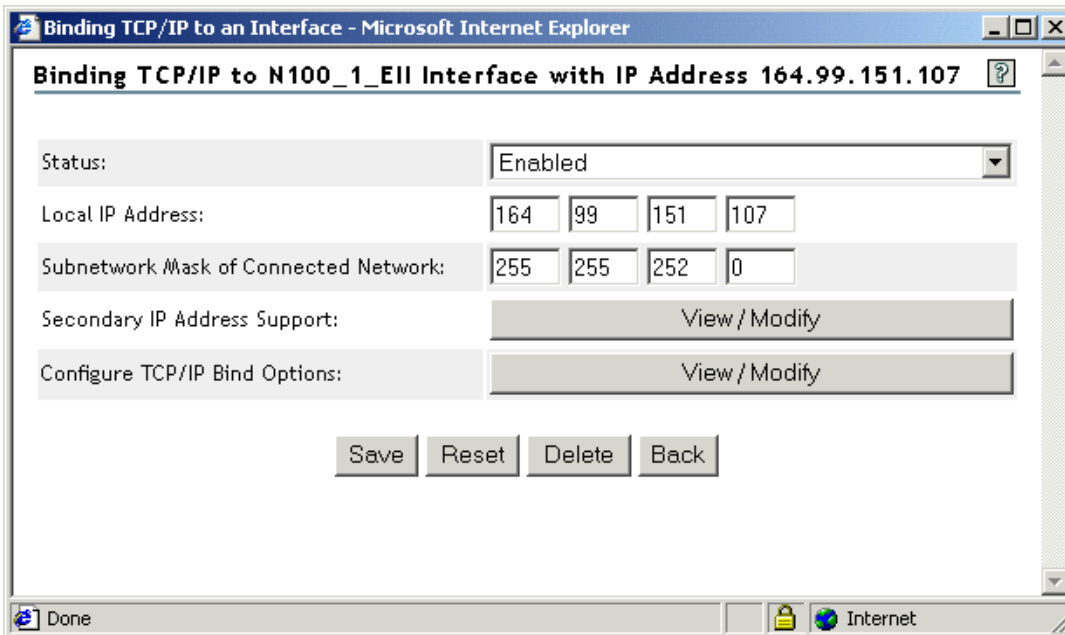 Binding TCP/IP to an Interface - Microsoft Internet Explorer
Binding TCP/IP to N100_1_EII Interface with IP Address 164.99.151.107 ?
Status: Enabled
Local IP Address: 164 99 151 107
Subnetwork Mask of Connected Network: 255 255 252 0
Secondary IP Address Support: View / Modify
Configure TCP/IP Bind Options: View / Modify
Save Reset Delete Back
Done Internet